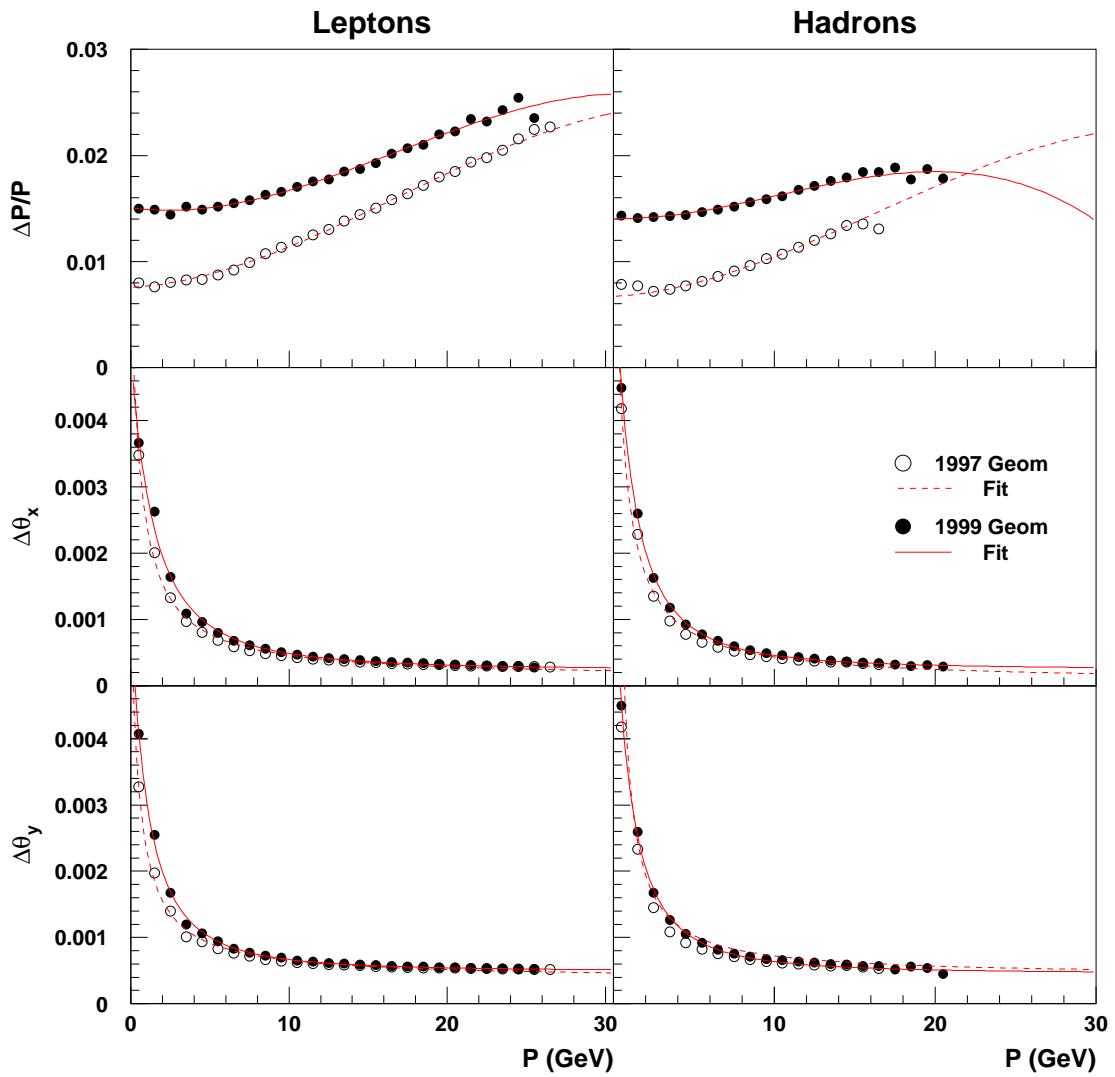 Leptons Hadrons
0.03
0.02
ΔP/P
0.01
0
0.004
0.003
Δθx
0.002
0.001
0
1997 Geom
Fit
1999 Geom
Fit
0.004
0.003
Δθy
0.002
0.001
0
0 10 20 30 10 20 30
P (GeV) P (GeV)